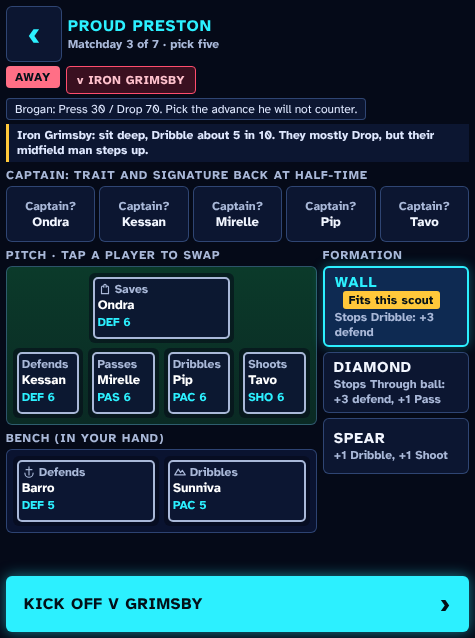 ‹
PROUD PRESTON
Matchday 3 of 7 · pick five
AWAY
v IRON GRIMSBY
Brogan: Press 30 / Drop 70. Pick the advance he will not counter.
Iron Grimsby: sit deep, Dribble about 5 in 10. They mostly Drop, but their
midfield man steps up.
CAPTAIN: TRAIT AND SIGNATURE BACK AT HALF-TIME
Captain? Captain? Captain? Captain? Captain?
Ondra Kessan Mirelle Pip Tavo
PITCH · TAP A PLAYER TO SWAP
Saves
Ondra
DEF 6
Defends Passes Dribbles Shoots
Kessan Mirelle Pip Tavo
DEF 6 PAS 6 PAC 6 SHO 6
BENCH (IN YOUR HAND)
Defends Dribbles
Barro Sunniva
DEF 5 PAC 5
FORMATION
WALL
Fits this scout
Stops Dribble: +3
defend
DIAMOND
Stops Through ball:
+3 defend, +1 Pass
SPEAR
+1 Dribble, +1 Shoot
KICK OFF V GRIMSBY ›